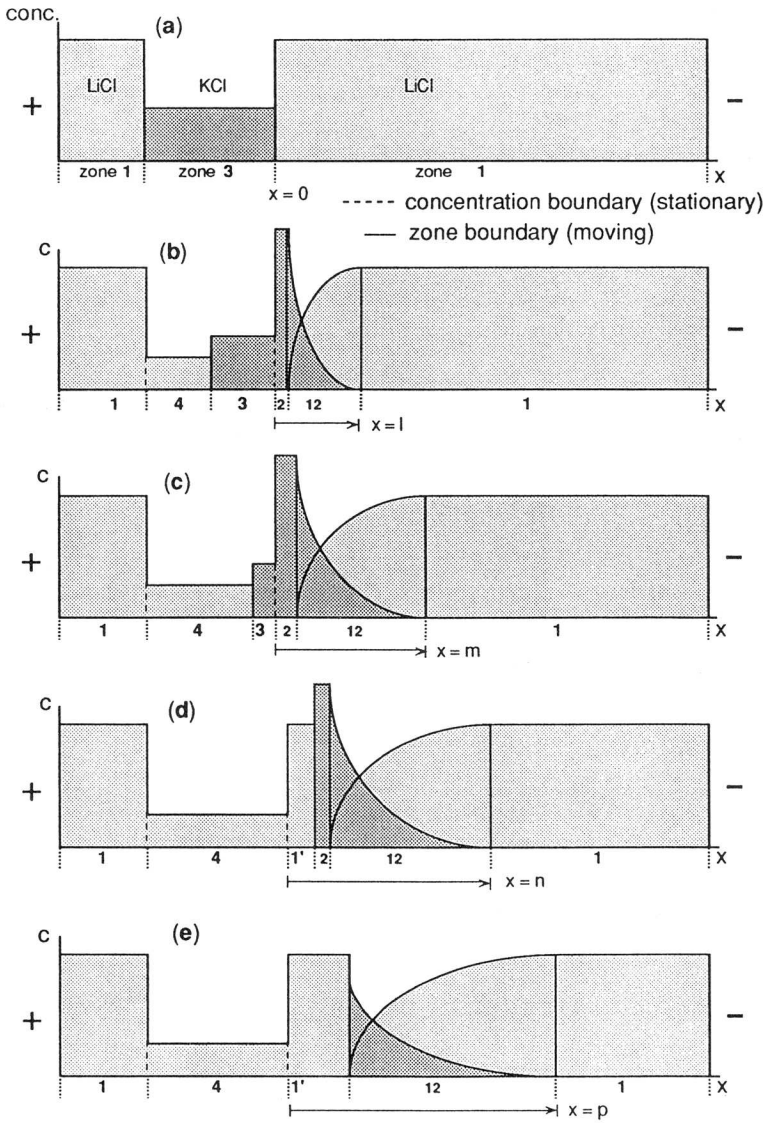 conc.
(a)
LiCl KCl LiCl
+ −
zone 1 zone 3 zone 1 x
x = 0
concentration boundary (stationary)
zone boundary (moving)
c
(b)
+ −
1 4 3 2 12 1 x
x = l
c
(c)
+ −
1 4 3 2 12 1 x
x = m
c
(d)
+ −
1 4 1' 2 12 1 x
x = n
c
(e)
+ −
1 4 1' 12 1 x
x = p